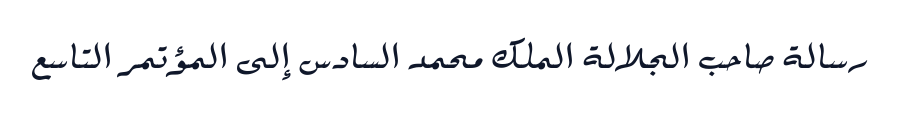 رسالة صاحب الجلالة الملك محمد السادس إلى المؤتمر التاسع